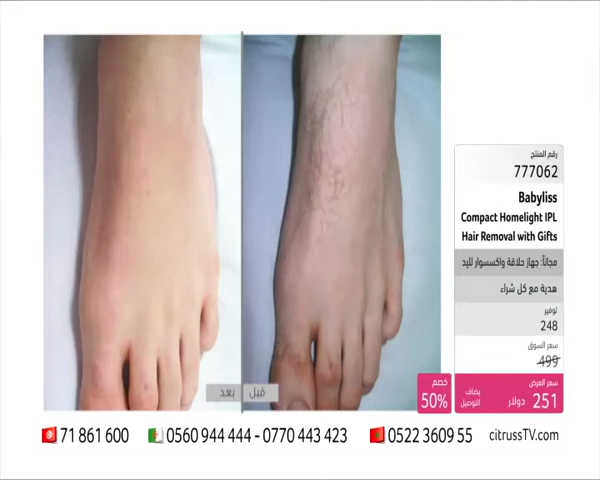 قبل
بعد
رقم المنتج
777062
Babyliss
Compact Homelight IPL
Hair Removal with Gifts
مجاناً: جهاز حلاقة واكسسوار لليد
هدية مع كل شراء
توفير
248
سعر السوق
499
سعر العرض
251 دولار
يضاف
التوصيل
خصم
50%
71 861 600
0560 944 444 - 0770 443 423
0522 3609 55
citrussTV.com